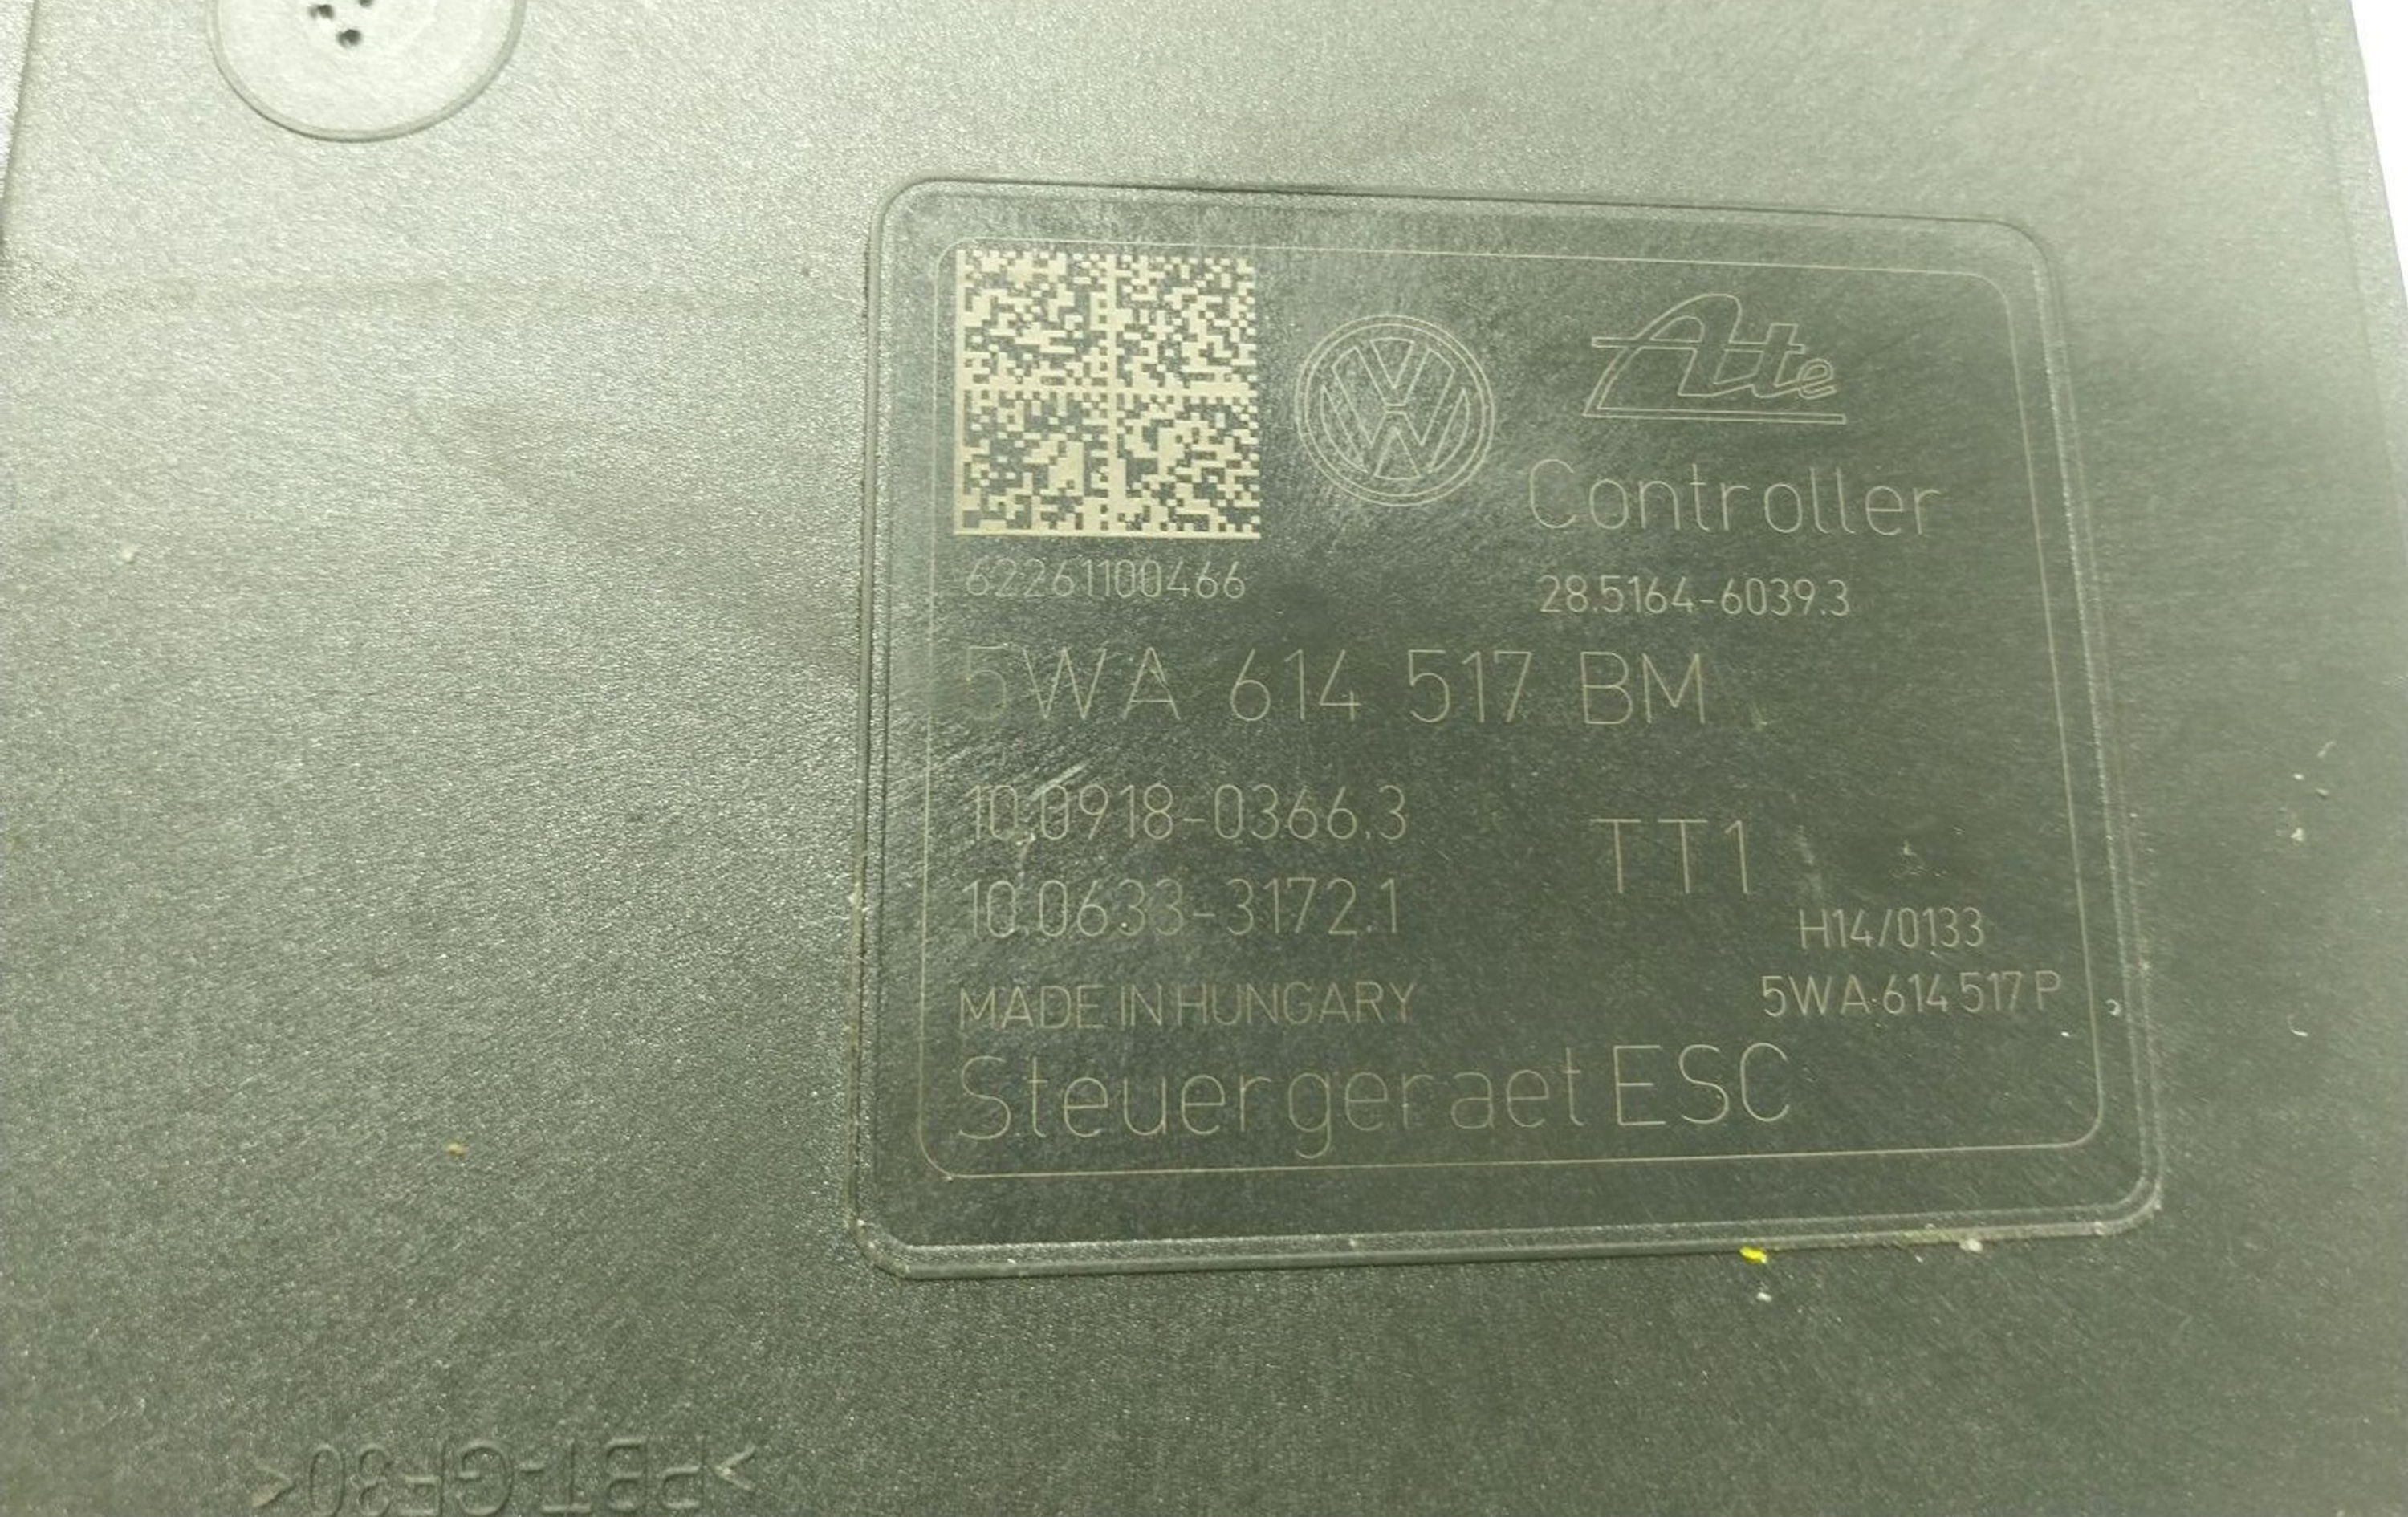 Ate
Controller
62261100466
28.5164-6039.3
5WA 614 517 BM
10.0918-0366.3
TT1
10.0633-3172.1
H14/0133
MADE IN HUNGARY
5WA 614 517 P
Steuergeraet ESC
>PBT-GF30<